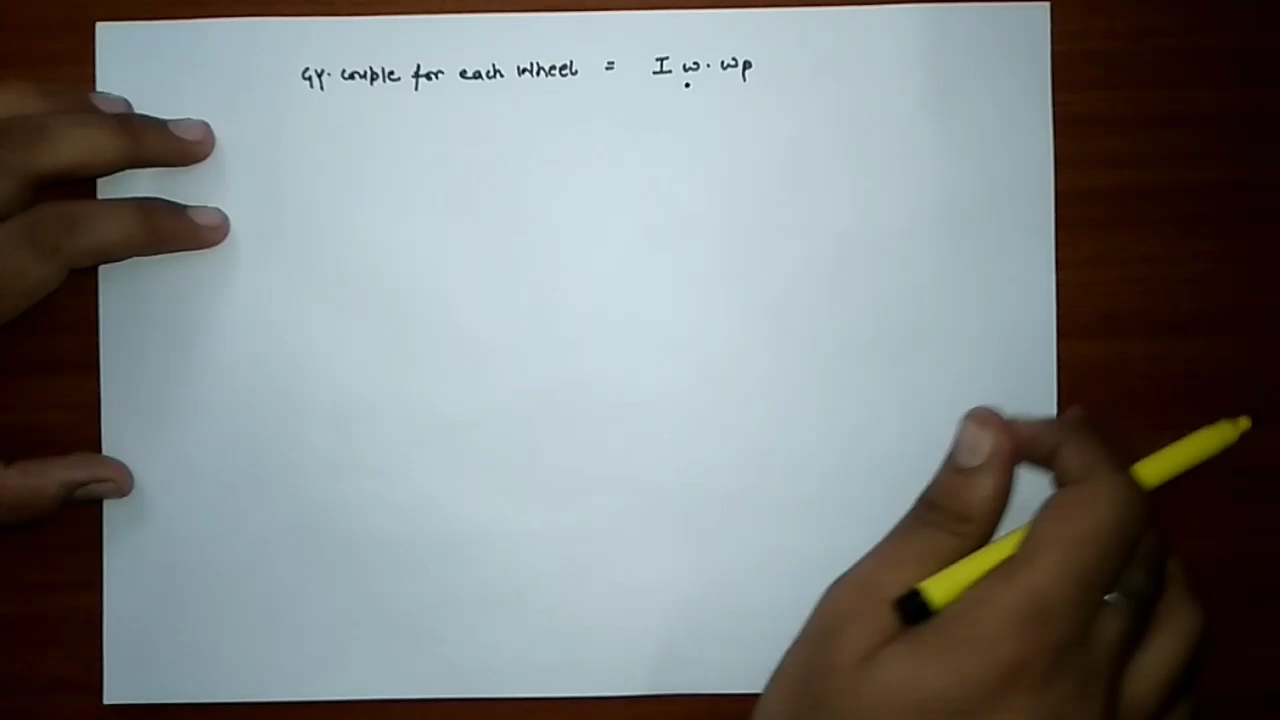 Gy. couple for each wheel = I ω. ωp